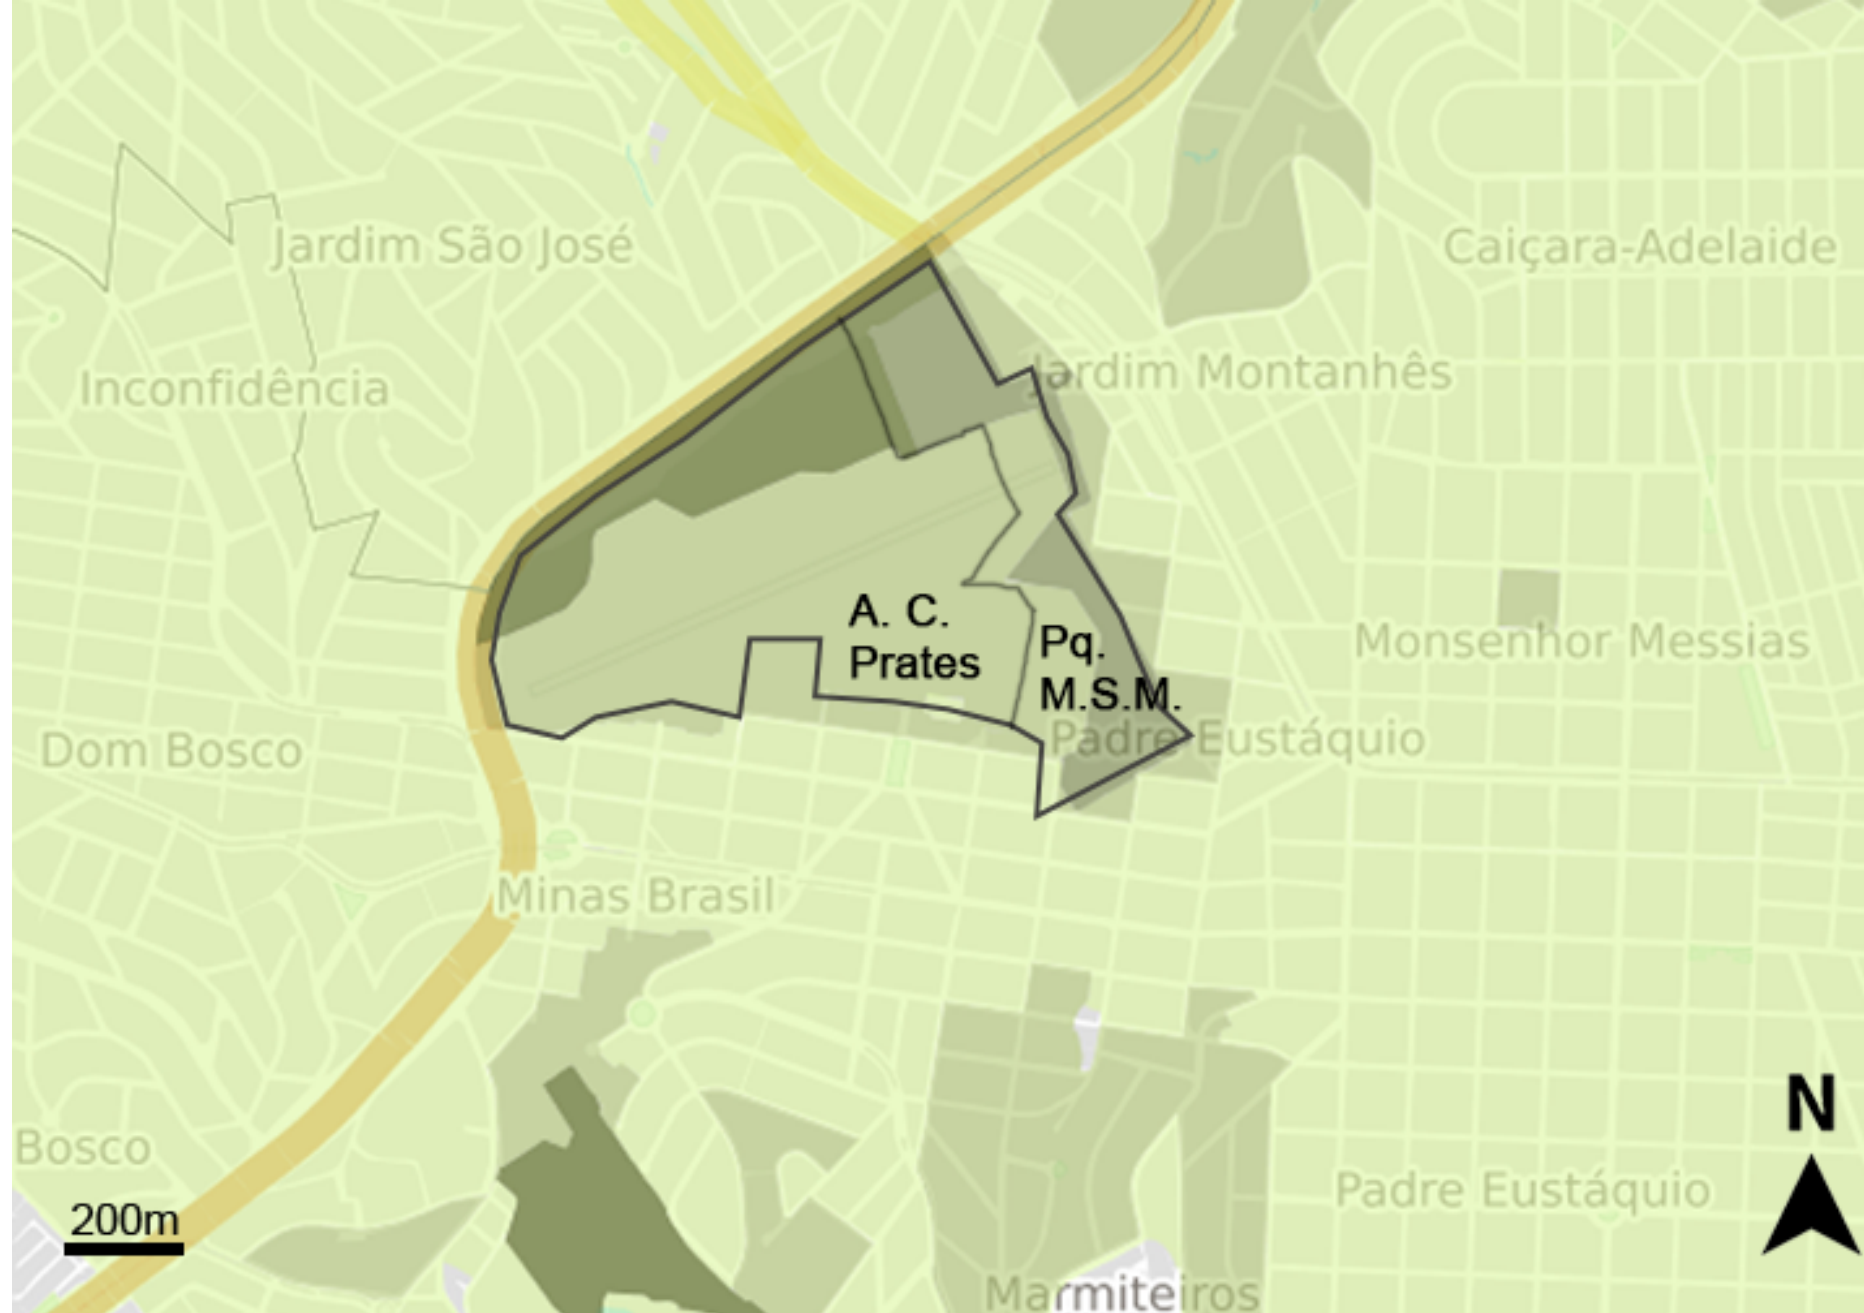 Jardim São José
Caiçara-Adelaide
Inconfidência
Jardim Montanhês
A. C.
Prates
Pq.
M.S.M.
Monsenhor Messias
Padre Eustáquio
Dom Bosco
Minas Brasil
N
Bosco
Padre Eustáquio
200m
Marmiteiros